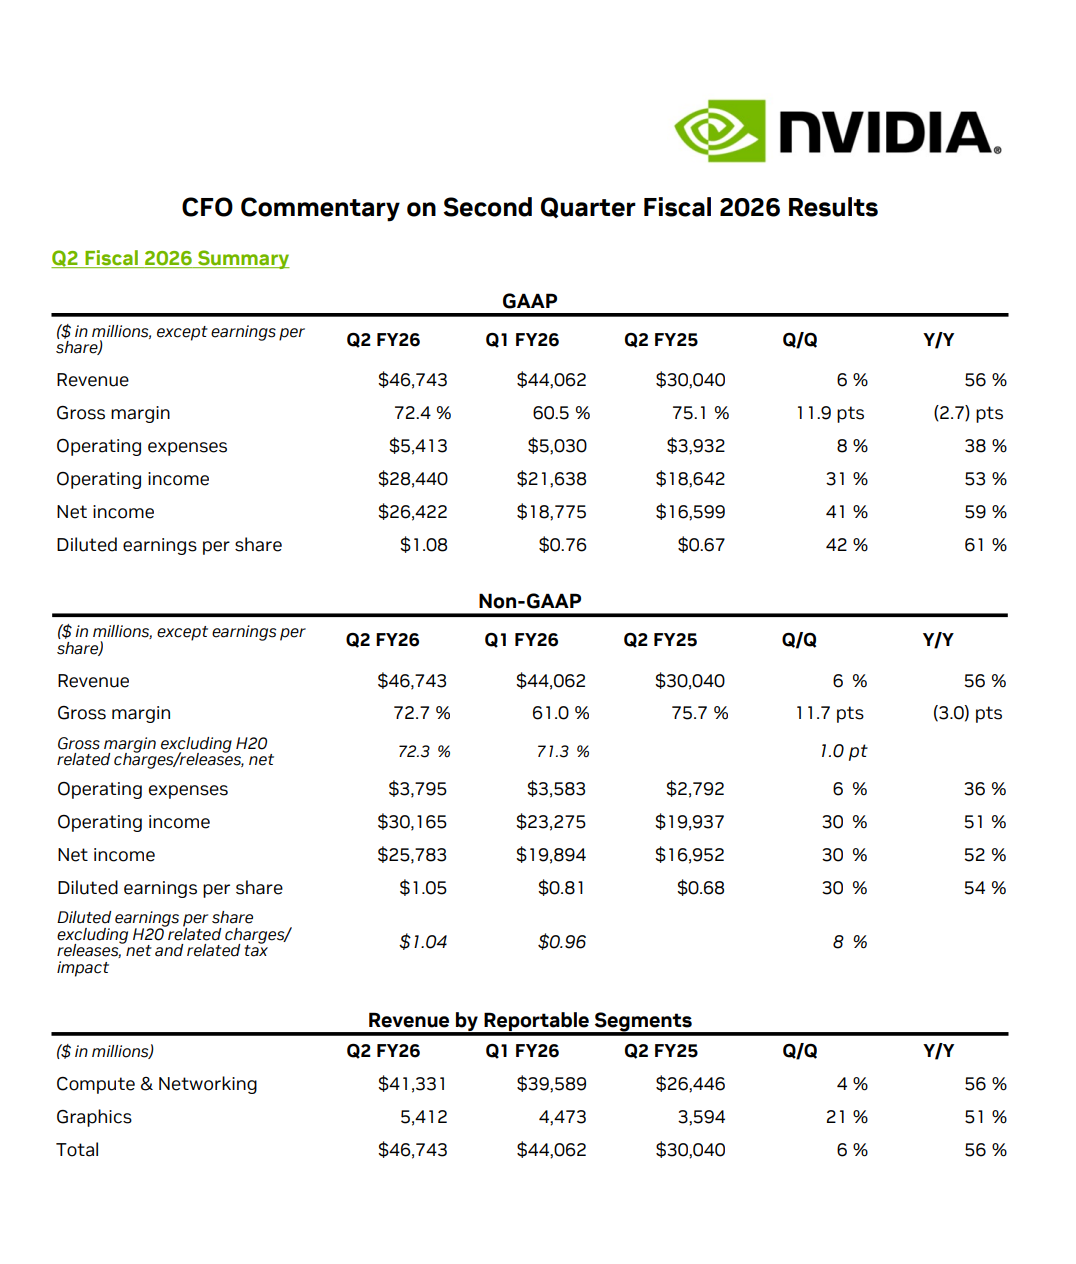 NVIDIA.®
CFO Commentary on Second Quarter Fiscal 2026 Results
Q2 Fiscal 2026 Summary
GAAP
($ in millions, except earnings per
share) Q2 FY26 Q1 FY26 Q2 FY25 Q/Q Y/Y
Revenue $46,743 $44,062 $30,040 6 % 56 %
Gross margin 72.4 % 60.5 % 75.1 % 11.9 pts (2.7) pts
Operating expenses $5,413 $5,030 $3,932 8 % 38 %
Operating income $28,440 $21,638 $18,642 31 % 53 %
Net income $26,422 $18,775 $16,599 41 % 59 %
Diluted earnings per share $1.08 $0.76 $0.67 42 % 61 %
Non-GAAP
($ in millions, except earnings per
share) Q2 FY26 Q1 FY26 Q2 FY25 Q/Q Y/Y
Revenue $46,743 $44,062 $30,040 6 % 56 %
Gross margin 72.7 % 61.0 % 75.7 % 11.7 pts (3.0) pts
Gross margin excluding H20
related charges/releases, net 72.3 % 71.3 % 1.0 pt
Operating expenses $3,795 $3,583 $2,792 6 % 36 %
Operating income $30,165 $23,275 $19,937 30 % 51 %
Net income $25,783 $19,894 $16,952 30 % 52 %
Diluted earnings per share $1.05 $0.81 $0.68 30 % 54 %
Diluted earnings per share
excluding H20 related charges/
releases, net and related tax
impact $1.04 $0.96 8 %
Revenue by Reportable Segments
($ in millions) Q2 FY26 Q1 FY26 Q2 FY25 Q/Q Y/Y
Compute & Networking $41,331 $39,589 $26,446 4 % 56 %
Graphics 5,412 4,473 3,594 21 % 51 %
Total $46,743 $44,062 $30,040 6 % 56 %